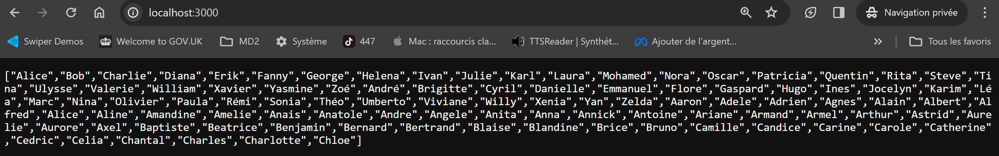 localhost:3000
Navigation privée
Swiper Demos
Welcome to GOV.UK
MD2
Système
447
Mac : raccourcis cla...
TTSReader | Synthét...
Ajouter de l'argent...
Tous les favoris
["Alice","Bob","Charlie","Diana","Erik","Fanny","George","Helena","Ivan","Julie","Karl","Laura","Mohamed","Nora","Oscar","Patricia","Quentin","Rita","Steve","Ti
na","Ulysse","Valerie","William","Xavier","Yasmine","Zoé","André","Brigitte","Cyril","Danielle","Emmanuel","Flore","Gaspard","Hugo","Ines","Jocelyn","Karim","Lé
a","Marc","Nina","Olivier","Paula","Rémi","Sonia","Théo","Umberto","Viviane","Willy","Xenia","Yan","Zelda","Aaron","Adele","Adrien","Agnes","Alain","Albert","Al
fred","Alice","Aline","Amandine","Amelie","Anais","Anatole","Andre","Angele","Anita","Anna","Annick","Antoine","Ariane","Armand","Armel","Arthur","Astrid","Aure
lie","Aurore","Axel","Baptiste","Beatrice","Benjamin","Bernard","Bertrand","Blaise","Blandine","Brice","Bruno","Camille","Candice","Carine","Carole","Catherine"
,"Cedric","Celia","Chantal","Charles","Charlotte","Chloe"]